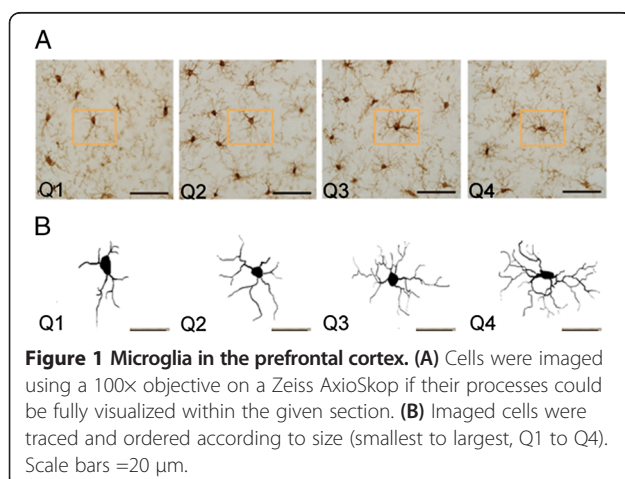 A
Q1 Q2 Q3 Q4
B
Q1 Q2 Q3 Q4
Figure 1 Microglia in the prefrontal cortex. (A) Cells were imaged
using a 100× objective on a Zeiss AxioSkop if their processes could
be fully visualized within the given section. (B) Imaged cells were
traced and ordered according to size (smallest to largest, Q1 to Q4).
Scale bars =20 μm.